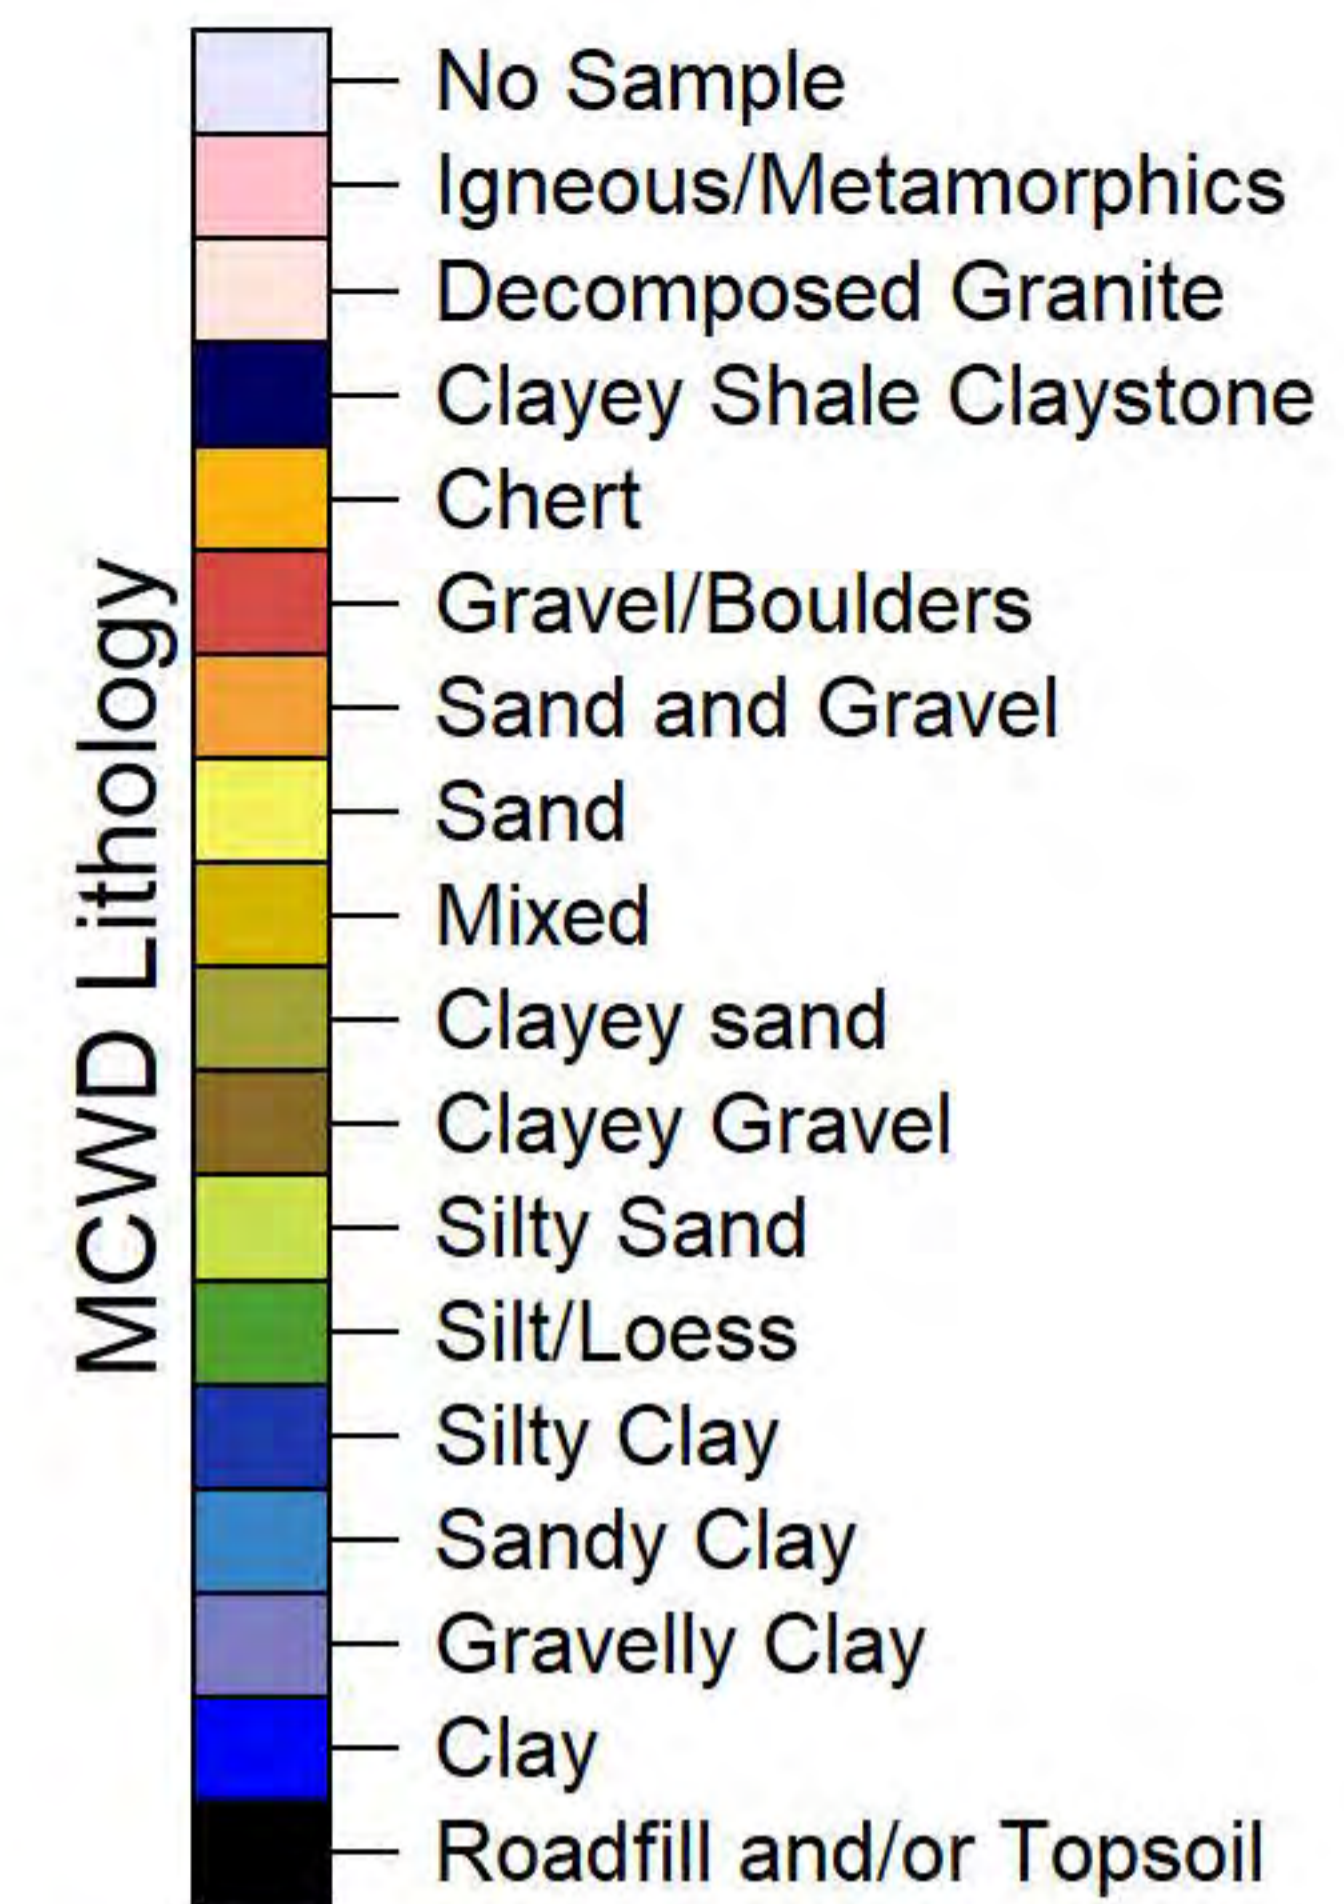 MCWD Lithology
No Sample
Igneous/Metamorphics
Decomposed Granite
Clayey Shale Claystone
Chert
Gravel/Boulders
Sand and Gravel
Sand
Mixed
Clayey sand
Clayey Gravel
Silty Sand
Silt/Loess
Silty Clay
Sandy Clay
Gravelly Clay
Clay
Roadfill and/or Topsoil